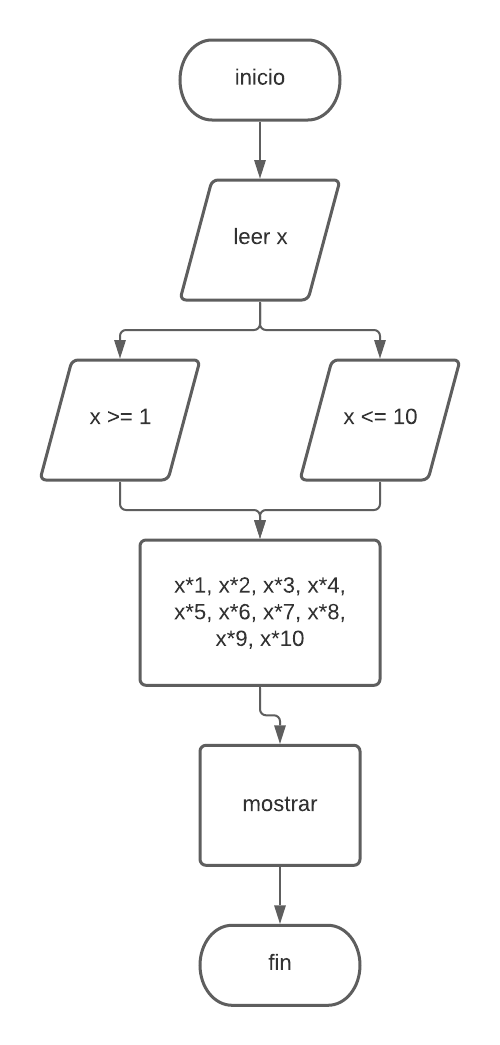 inicio
leer x
x >= 1
x <= 10
x*1, x*2, x*3, x*4,
x*5, x*6, x*7, x*8,
x*9, x*10
mostrar
fin